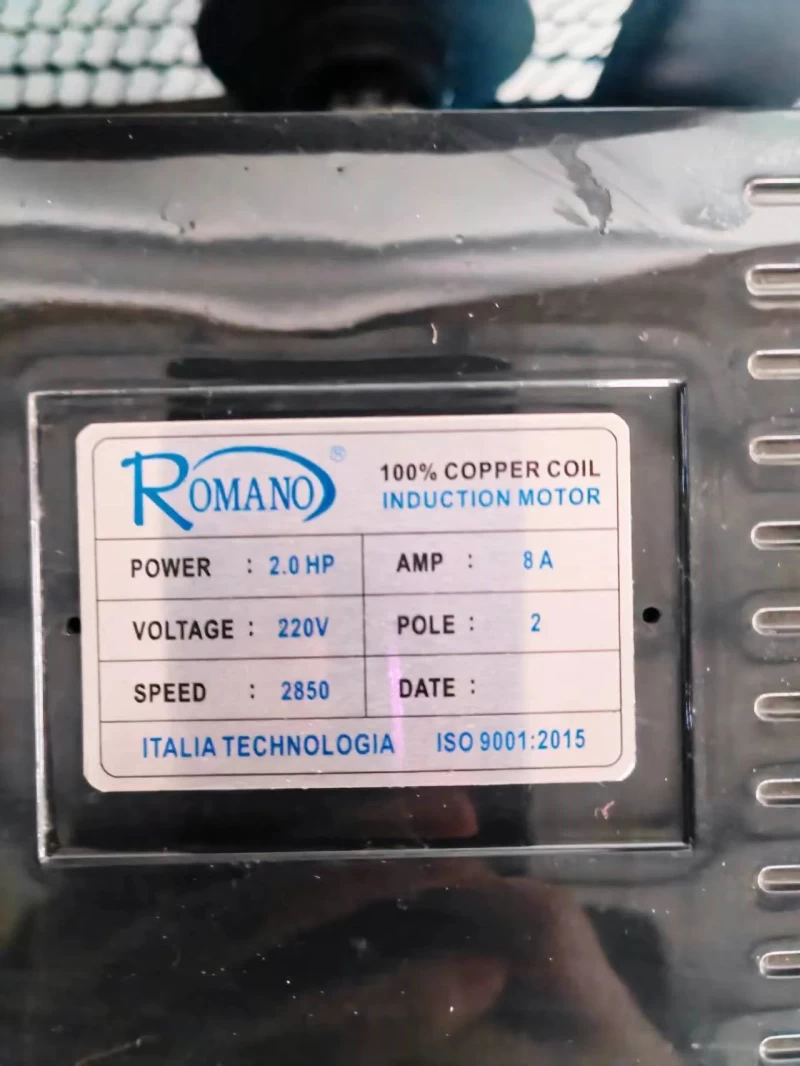 ROMANO®
100% COPPER COIL
INDUCTION MOTOR
POWER : 2.0 HP
AMP : 8 A
VOLTAGE : 220V
POLE : 2
SPEED : 2850
DATE :
ITALIA TECHNOLOGIA ISO 9001:2015